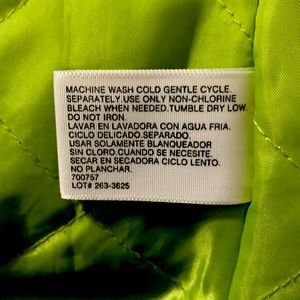 MACHINE WASH COLD GENTLE CYCLE.
SEPARATELY.USE ONLY NON-CHLORINE
BLEACH WHEN NEEDED.TUMBLE DRY LOW.
DO NOT IRON.
LAVAR EN LAVADORA CON AGUA FRIA.
CICLO DELICADO.SEPARADO.
USAR SOLAMENTE BLANQUEADOR
SIN CLORO.CUANDO SE NECESITE.
SECAR EN SECADORA CICLO LENTO.
NO PLANCHAR.
700757
LOT# 263-3625